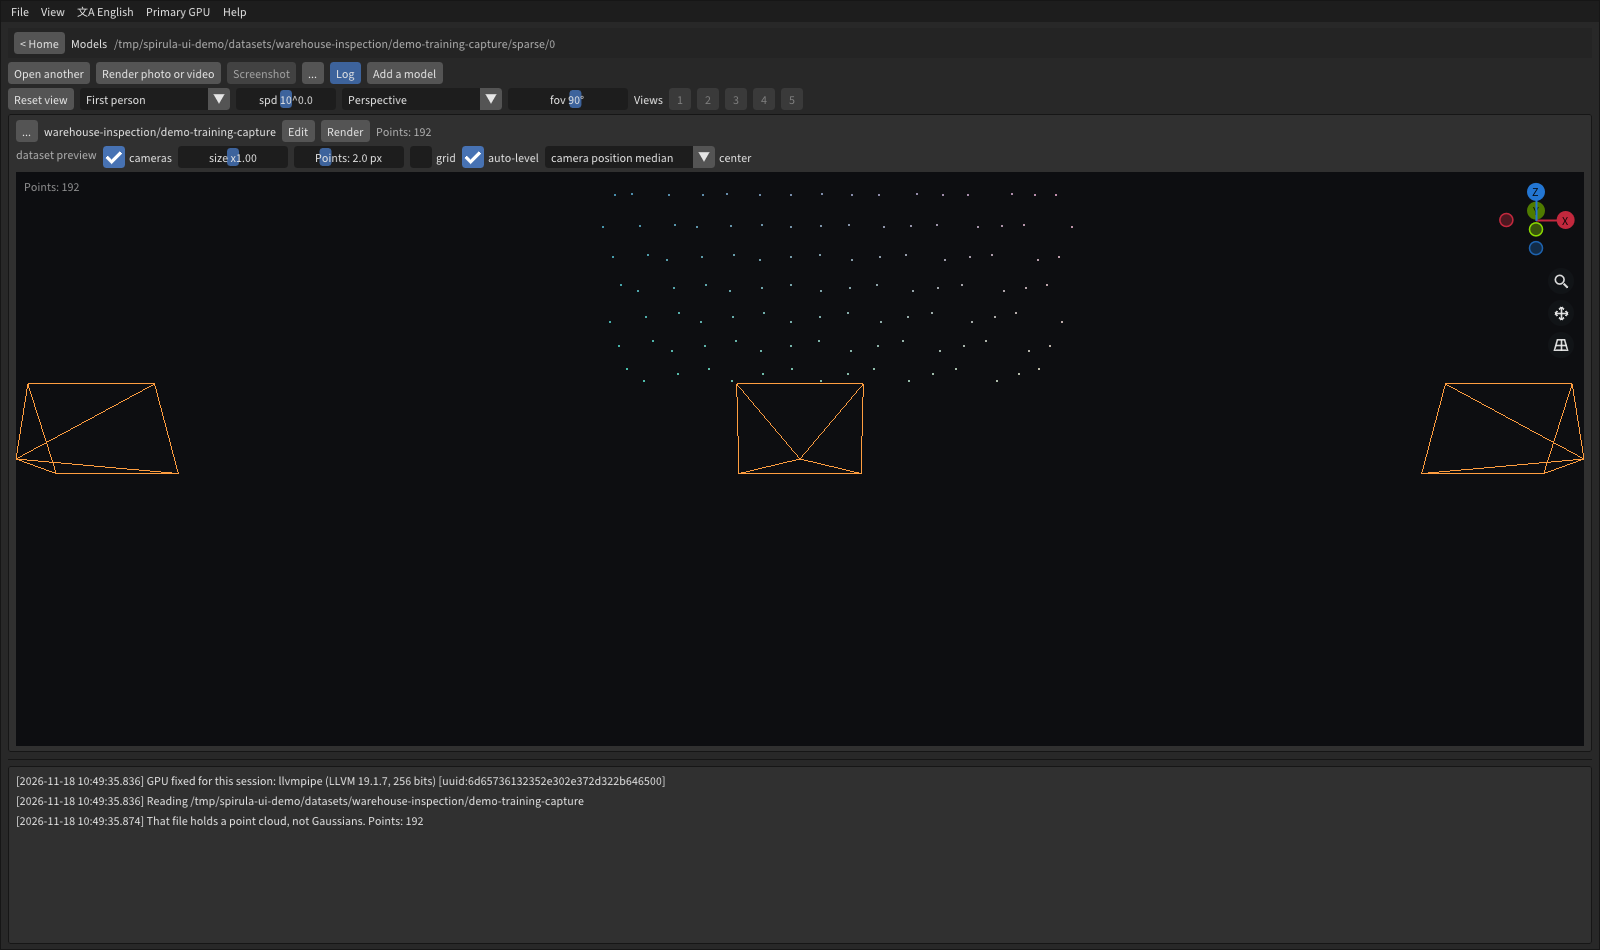 File View 文A English Primary GPU Help
< Home Models /tmp/spirula-ui-demo/datasets/warehouse-inspection/demo-training-capture/sparse/0
Open another Render photo or video Screenshot ... Log Add a model
Reset view First person spd 10^0.0 Perspective fov 90° Views 1 2 3 4 5
... warehouse-inspection/demo-training-capture Edit Render Points: 192
dataset preview cameras size x1.00 Points: 2.0 px grid auto-level camera position median center
Points: 192
Z
Y
X
[2026-11-18 10:49:35.836] GPU fixed for this session: llvmpipe (LLVM 19.1.7, 256 bits) [uuid:6d65736132352e302e372d322b646500]
[2026-11-18 10:49:35.836] Reading /tmp/spirula-ui-demo/datasets/warehouse-inspection/demo-training-capture
[2026-11-18 10:49:35.874] That file holds a point cloud, not Gaussians. Points: 192